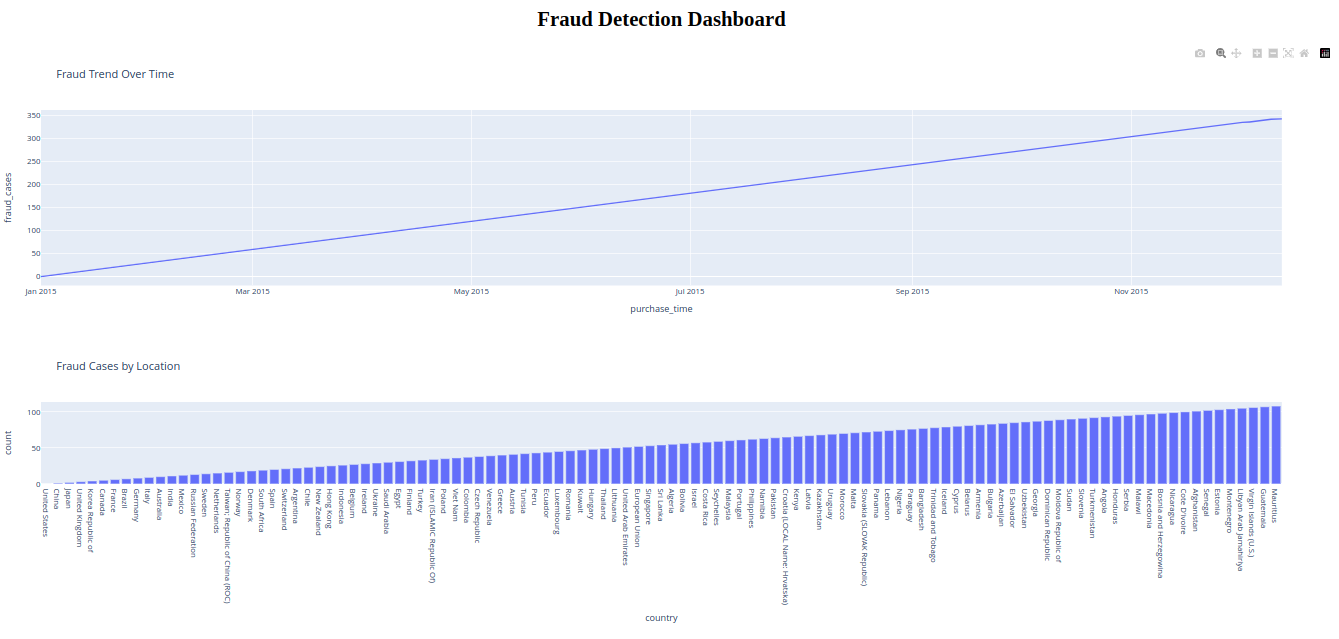 Fraud Detection Dashboard
Fraud Trend Over Time
350
300
250
200
150
100
50
0
fraud_cases
Jan 2015
Mar 2015
May 2015
Jul 2015
Sep 2015
Nov 2015
purchase_time
Fraud Cases by Location
100
50
0
count
United States
China
Japan
United Kingdom
Korea Republic of
Canada
France
Brazil
Germany
Italy
Australia
India
Mexico
Russian Federation
Sweden
Netherlands
Taiwan; Republic of China (ROC)
Norway
Denmark
South Africa
Spain
Switzerland
Argentina
Chile
New Zealand
Hong Kong
Indonesia
Belgium
Ireland
Ukraine
Saudi Arabia
Egypt
Finland
Turkey
Iran (ISLAMIC Republic Of)
Poland
Viet Nam
Colombia
Czech Republic
Venezuela
Greece
Austria
Tunisia
Peru
Ecuador
Luxembourg
Romania
Kuwait
Hungary
Thailand
Lithuania
United Arab Emirates
European Union
Singapore
Sri Lanka
Algeria
Bolivia
Israel
Costa Rica
Seychelles
Malaysia
Portugal
Philippines
Namibia
Pakistan
Croatia (LOCAL Name: Hrvatska)
Kenya
Latvia
Kazakhstan
Uruguay
Morocco
Malta
Slovakia (SLOVAK Republic)
Panama
Lebanon
Nigeria
Paraguay
Bangladesh
Trinidad and Tobago
Iceland
Cyprus
Belarus
Armenia
Bulgaria
Azerbaijan
El Salvador
Uzbekistan
Georgia
Dominican Republic
Moldova Republic of
Sudan
Slovenia
Turkmenistan
Angola
Honduras
Serbia
Malawi
Macedonia
Bosnia and Herzegowina
Nicaragua
Cote D'ivoire
Afghanistan
Senegal
Estonia
Montenegro
Libyan Arab Jamahiriya
Virgin Islands (U.S.)
Guatemala
Mauritius
country